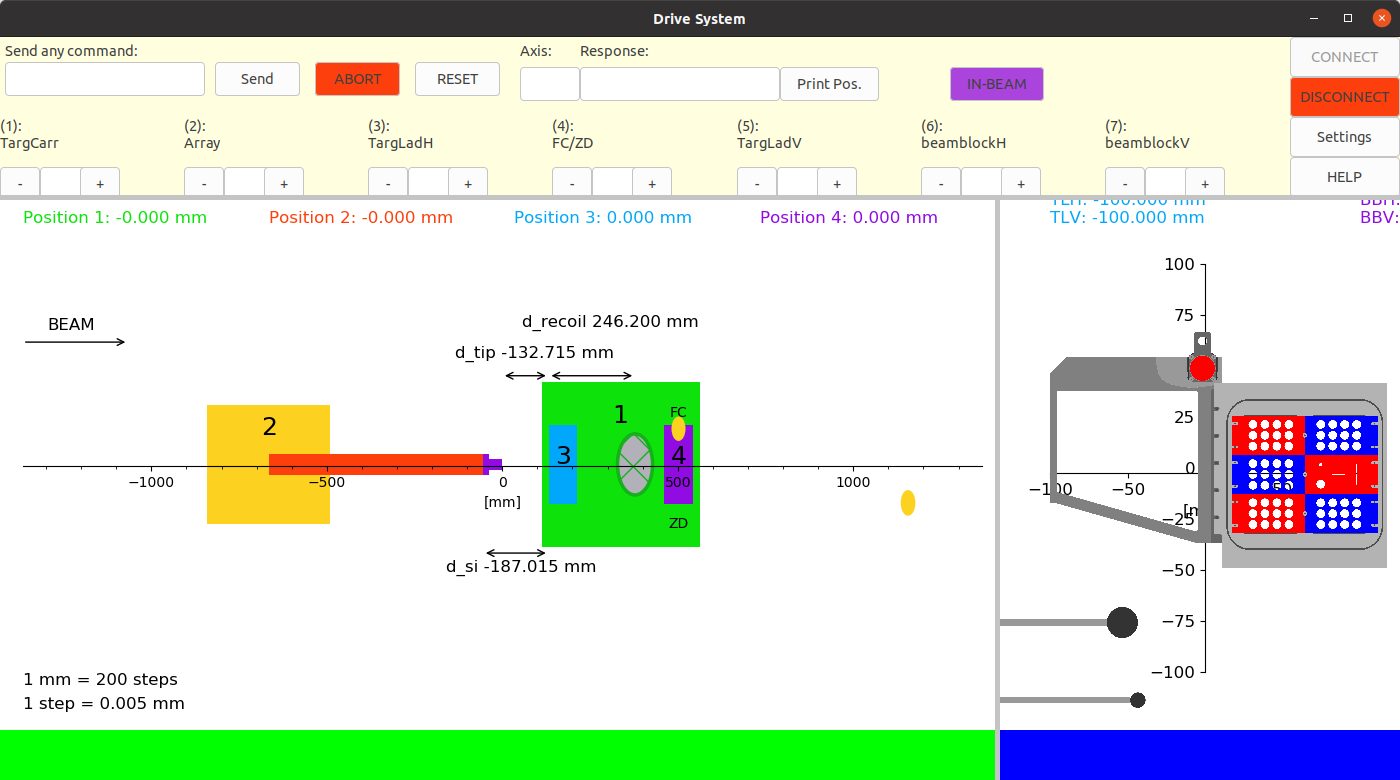 Drive System
Send any command:
Axis:
Response:
Send
ABORT
RESET
Print Pos.
IN-BEAM
CONNECT
DISCONNECT
Settings
HELP
(1):
TargCarr
(2):
Array
(3):
TargLadH
(4):
FC/ZD
(5):
TargLadV
(6):
beamblockH
(7):
beamblockV
- +
- +
- +
- +
- +
- +
- +
Position 1: -0.000 mm
Position 2: -0.000 mm
Position 3: 0.000 mm
Position 4: 0.000 mm
BEAM
d_recoil 246.200 mm
d_tip -132.715 mm
2
1
FC
3
4
−1000
−500
0
500
1000
[mm]
ZD
d_si -187.015 mm
1 mm = 200 steps
1 step = 0.005 mm
TLH: -100.000 mm
TLV: -100.000 mm
BBH:
BBV:
100
75
25
0
−100
−50
50
−25
−50
−75
−100